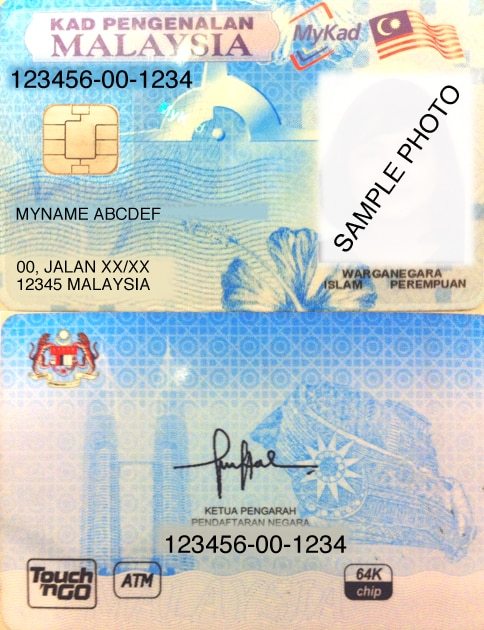 KAD PENGENALAN
MALAYSIA
MyKad
123456-00-1234
SAMPLE PHOTO
MYNAME ABCDEF
00, JALAN XX/XX
12345 MALAYSIA
WARGANEGARA
ISLAM PEREMPUAN
KETUA PENGARAH
PENDAFTARAN NEGARA
123456-00-1234
Touch
'nGO
ATM
64K
chip